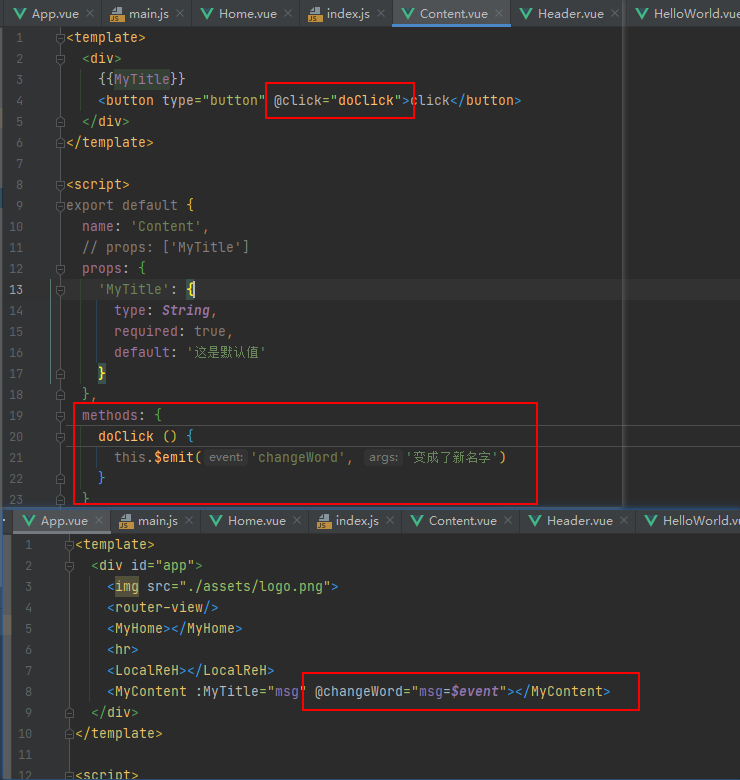 App.vue main.js Home.vue index.js Content.vue Header.vue HelloWorld.vue
1 <template>
2 <div>
3 {{MyTitle}}
4 <button type="button" @click="doClick">click</button>
5 </div>
6 </template>
7
8 <script>
9 export default {
10 name: 'Content',
11 // props: ['MyTitle']
12 props: {
13 'MyTitle': {
14 type: String,
15 required: true,
16 default: '这是默认值'
17 }
18 },
19 methods: {
20 doClick () {
21 this.$emit( event: 'changeWord', args: '变成了新名字')
22 }
23 }
App.vue main.js Home.vue index.js Content.vue Header.vue HelloWorld.vue
1 <template>
2 <div id="app">
3 <img src="./assets/logo.png">
4 <router-view/>
5 <MyHome></MyHome>
6 <hr>
7 <LocalReH></LocalReH>
8 <MyContent :MyTitle="msg" @changeWord="msg=$event"></MyContent>
9 </div>
10 </template>
11
12 <script>